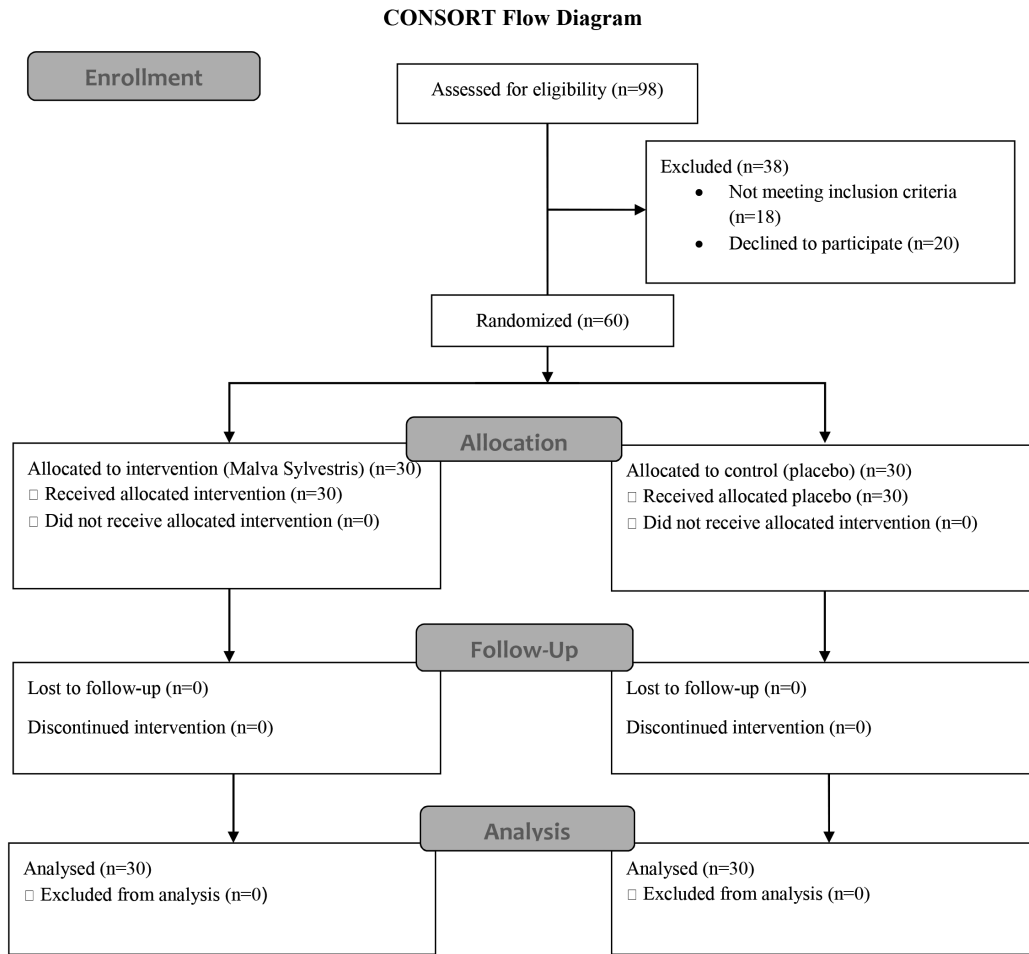 CONSORT Flow Diagram
Enrollment
Assessed for eligibility (n=98)
Excluded (n=38)
• Not meeting inclusion criteria
(n=18)
• Declined to participate (n=20)
Randomized (n=60)
Allocation
Allocated to intervention (Malva Sylvestris) (n=30)
□ Received allocated intervention (n=30)
□ Did not receive allocated intervention (n=0)
Allocated to control (placebo) (n=30)
□ Received allocated placebo (n=30)
□ Did not receive allocated intervention (n=0)
Follow-Up
Lost to follow-up (n=0)
Discontinued intervention (n=0)
Lost to follow-up (n=0)
Discontinued intervention (n=0)
Analysis
Analysed (n=30)
□ Excluded from analysis (n=0)
Analysed (n=30)
□ Excluded from analysis (n=0)